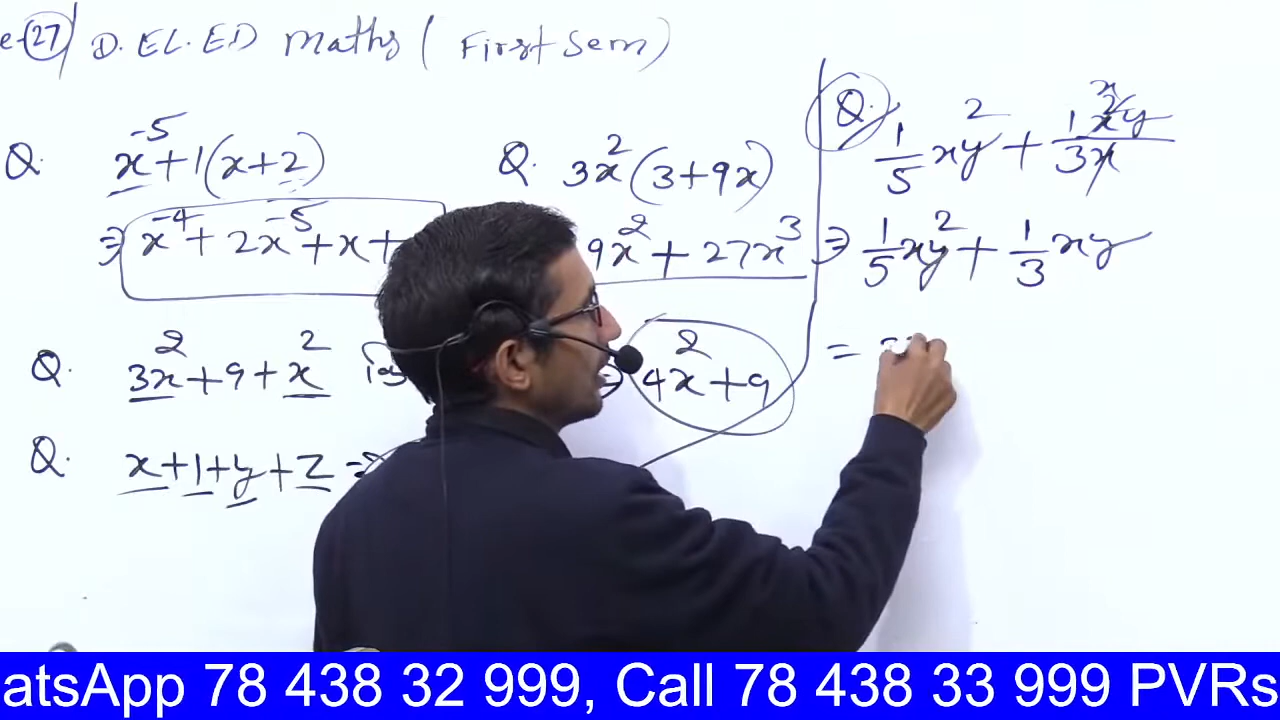 e-27 D.EL.ED Maths (First Sem)
Q. x⁻⁵+1(x+2)
⇒ x⁻⁴+2x⁻⁵+x+
Q. 3x²+9+x²
⇒ 4x²+9
Q. x+1+y+z =
Q. 3x²(3+9x)
9x²+27x³
Q. 1/5 xy² + 1x²y/3x
⇒ 1/5 xy² + 1/3 xy
=
atsApp 78 438 32 999, Call 78 438 33 999 PVRs